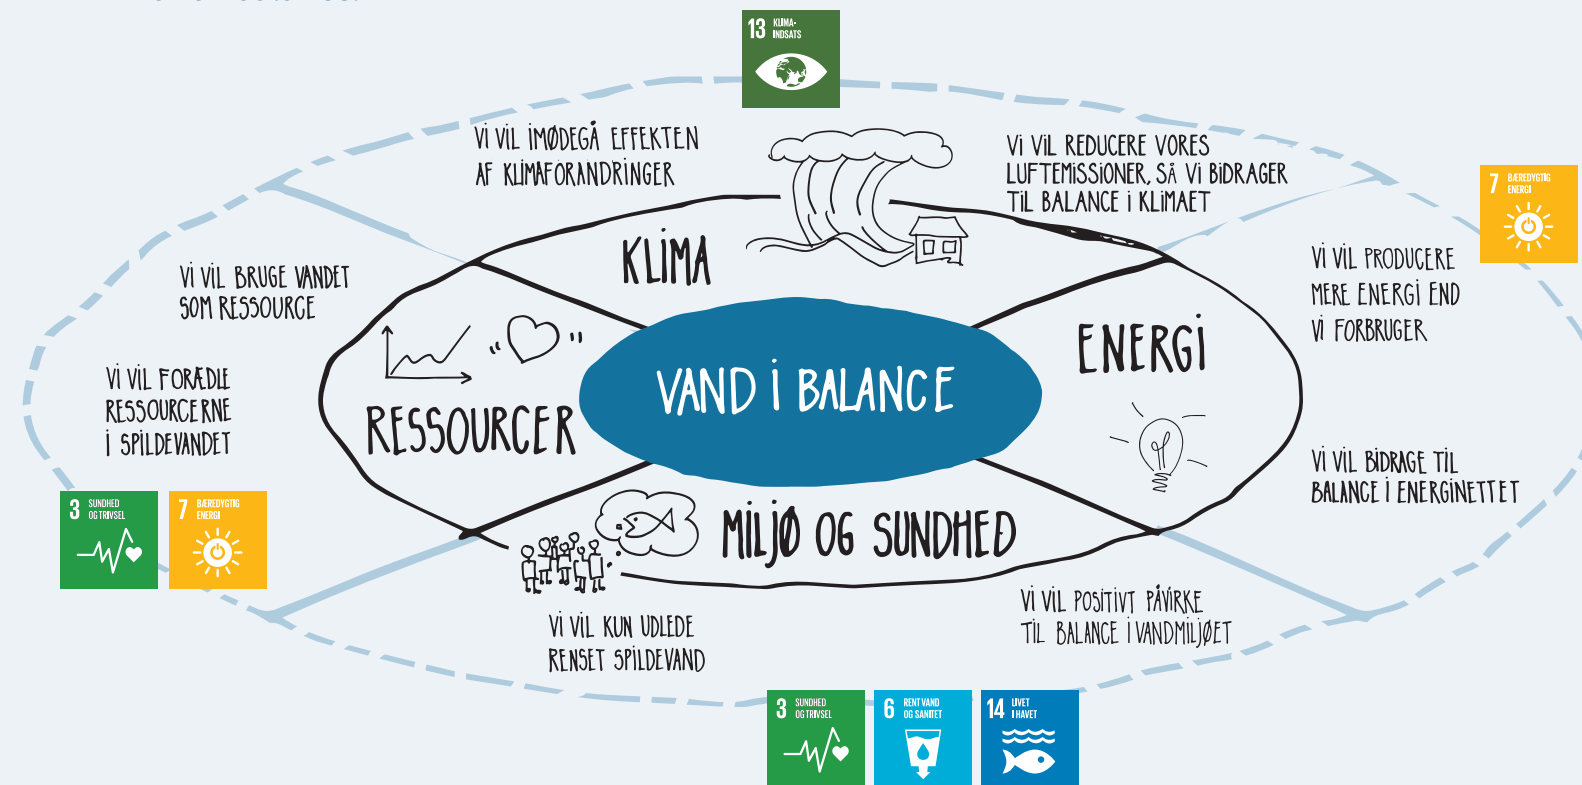 13 KLIMA-
INDSATS
VI VIL IMØDEGÅ EFFEKTEN
AF KLIMAFORANDRINGER
VI VIL REDUCERE VORES
LUFTEMISSIONER, SÅ VI BIDRAGER
TIL BALANCE I KLIMAET
7 BÆREDYGTIG
ENERGI
KLIMA
VI VIL BRUGE VANDET
SOM RESSOURCE
VI VIL PRODUCERE
MERE ENERGI END
VI FORBRUGER
ENERGI
VAND I BALANCE
VI VIL FORÆDLE
RESSOURCERNE
I SPILDEVANDET
RESSOURCER
VI VIL BIDRAGE TIL
BALANCE I ENERGINETTET
3 SUNDHED
OG TRIVSEL
7 BÆREDYGTIG
ENERGI
MILJØ OG SUNDHED
VI VIL KUN UDLEDE
RENSET SPILDEVAND
VI VIL POSITIVT PÅVIRKE
TIL BALANCE I VANDMILJØET
3 SUNDHED
OG TRIVSEL
6 RENT VAND
OG SANITET
14 LIVET
I HAVET